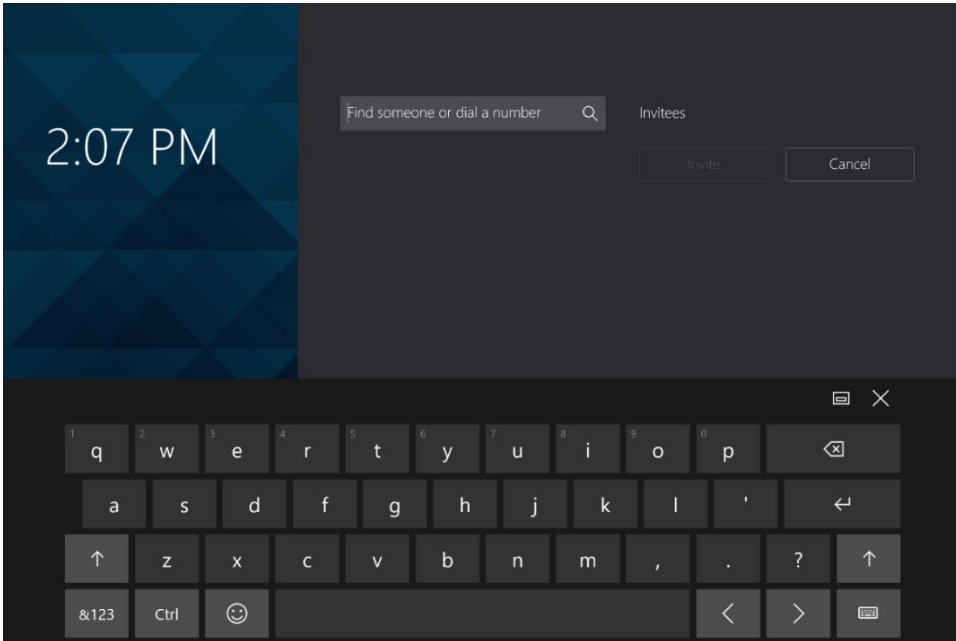 2:07 PM
Find someone or dial a number
Invitees
Invite
Cancel
1 2 3 4 5 6 7 8 9 0
q w e r t y u i o p
a s d f g h j k l '
z x c v b n m , . ?
&123 Ctrl < >